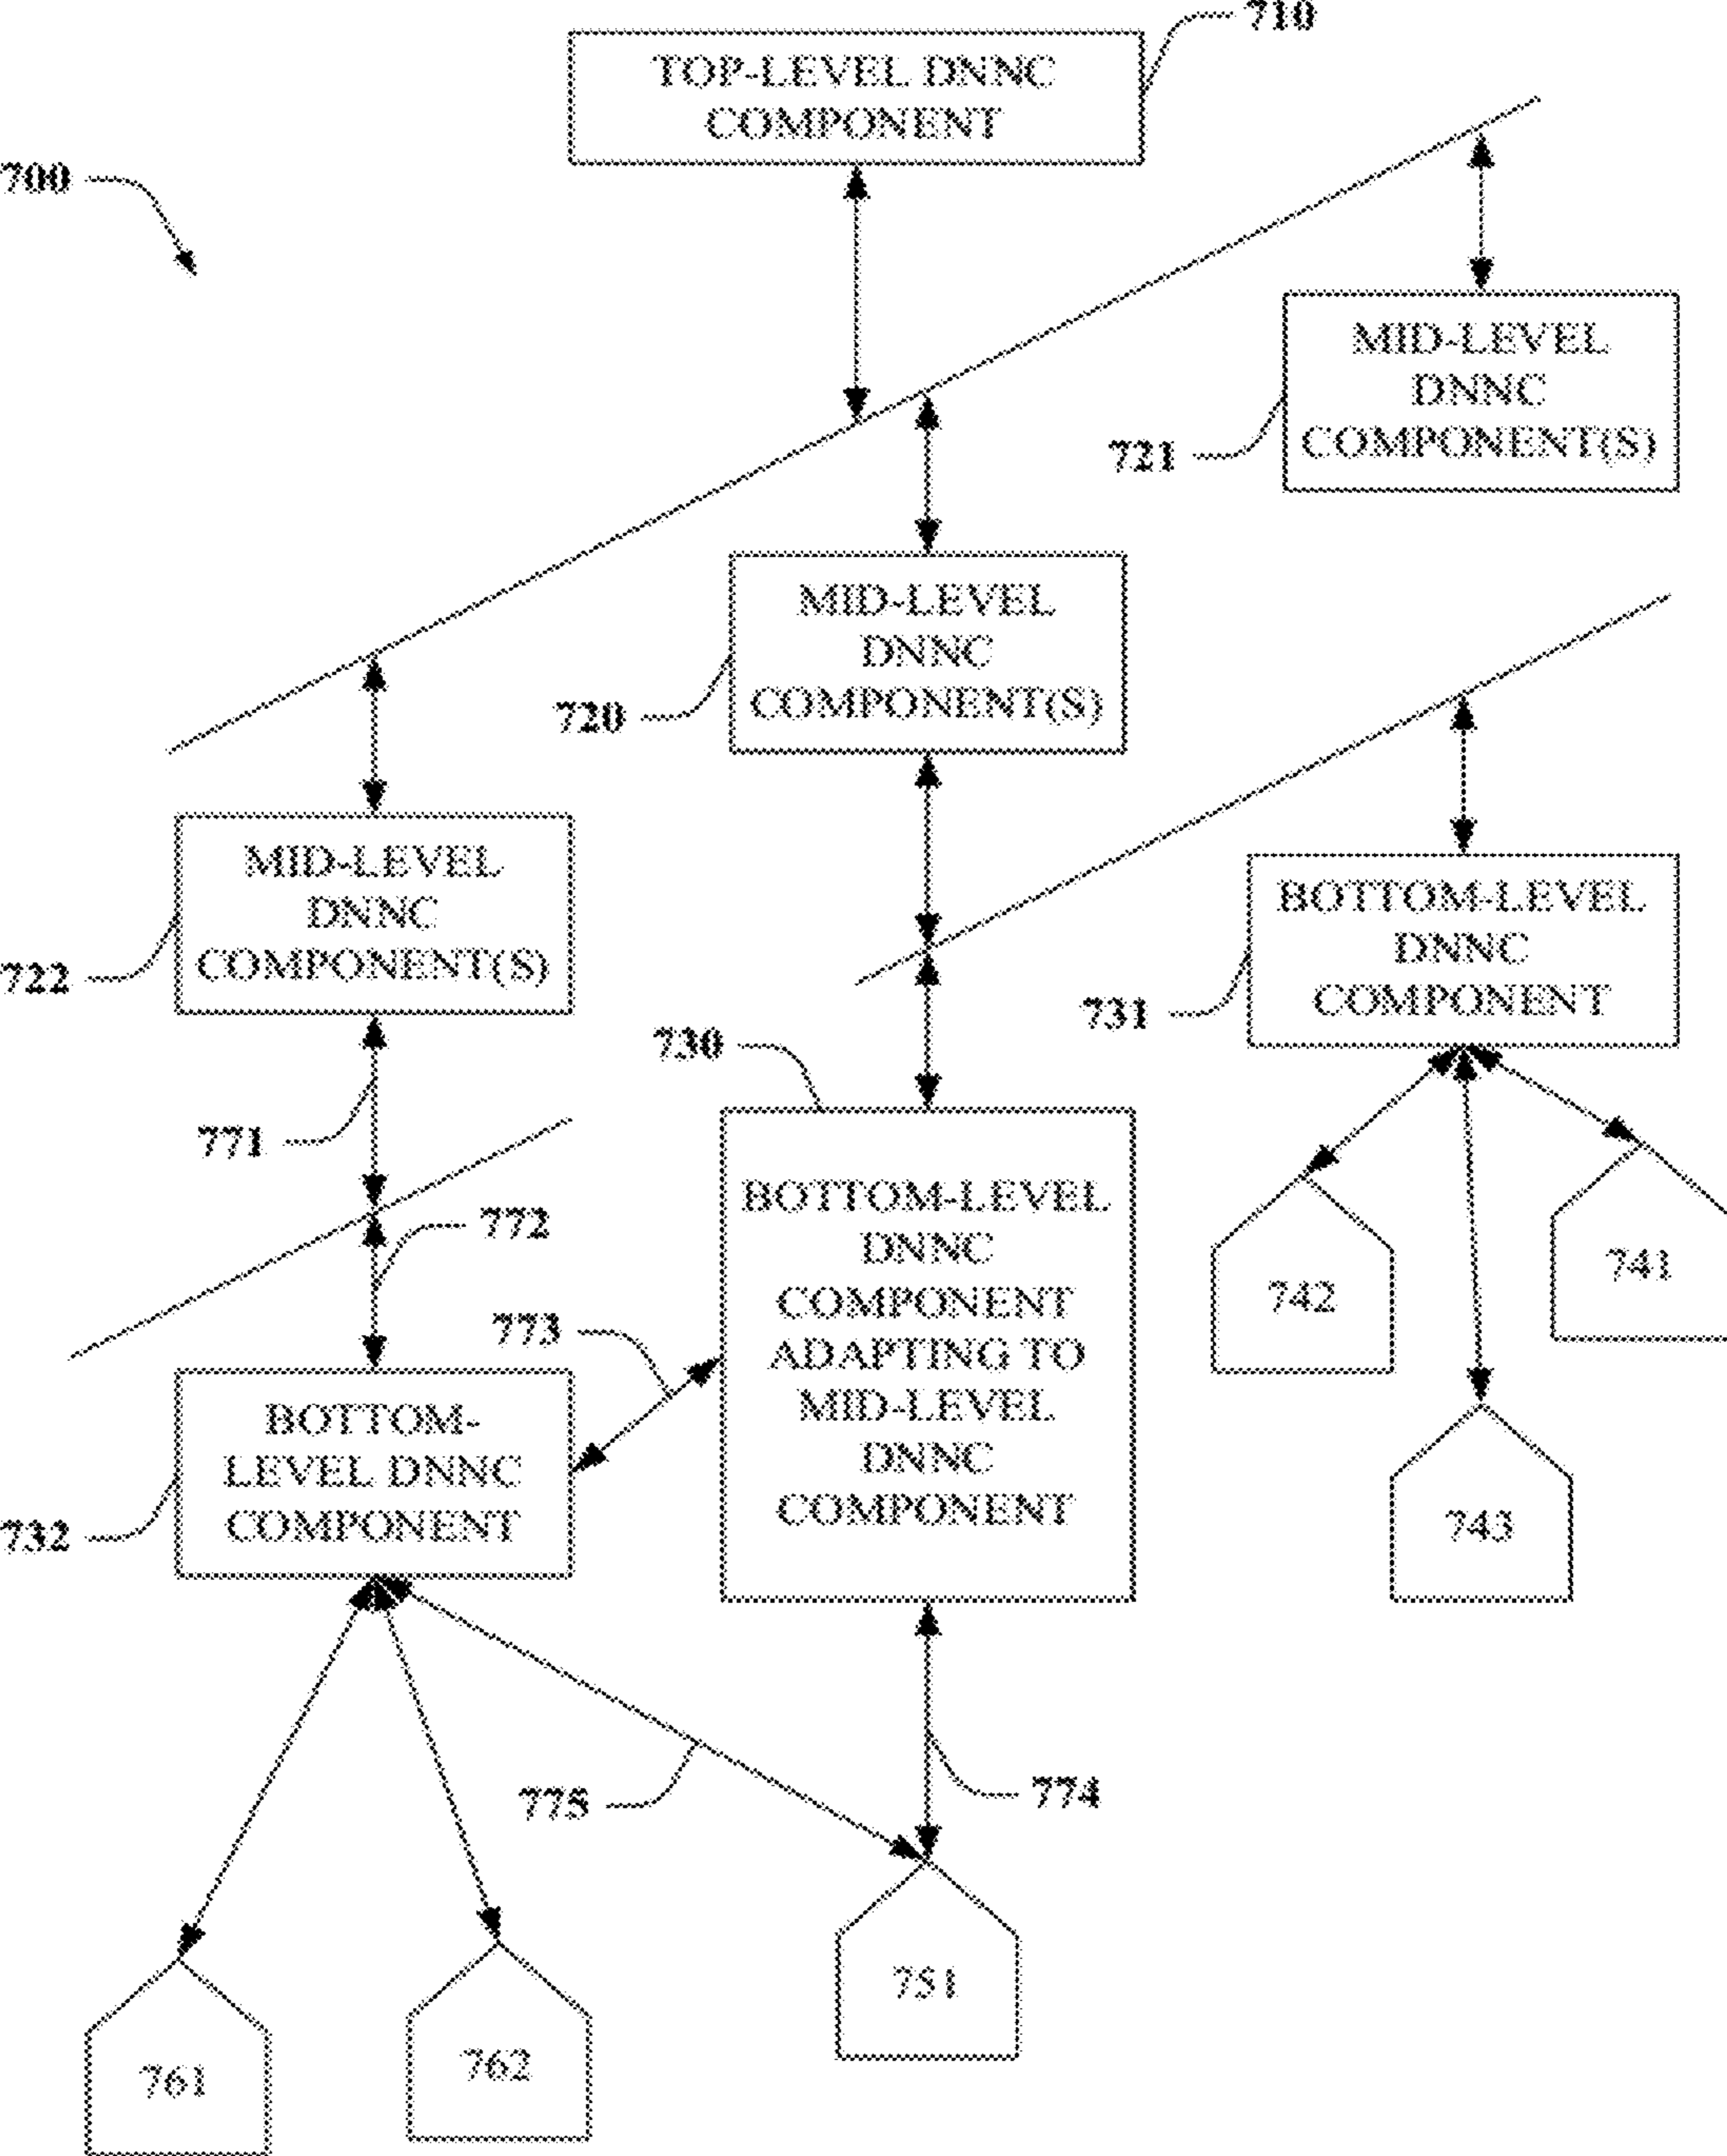 710
TOP-LEVEL DNNC
COMPONENT
700
MID-LEVEL
DNNC
COMPONENT(S)
721
MID-LEVEL
DNNC
COMPONENT(S)
720
MID-LEVEL
DNNC
COMPONENT(S)
722
BOTTOM-LEVEL
DNNC
COMPONENT
731
730
771
BOTTOM-LEVEL
DNNC
COMPONENT
ADAPTING TO
MID-LEVEL
DNNC
COMPONENT
772
773
742
741
743
BOTTOM-
LEVEL DNNC
COMPONENT
732
775
774
751
761
762